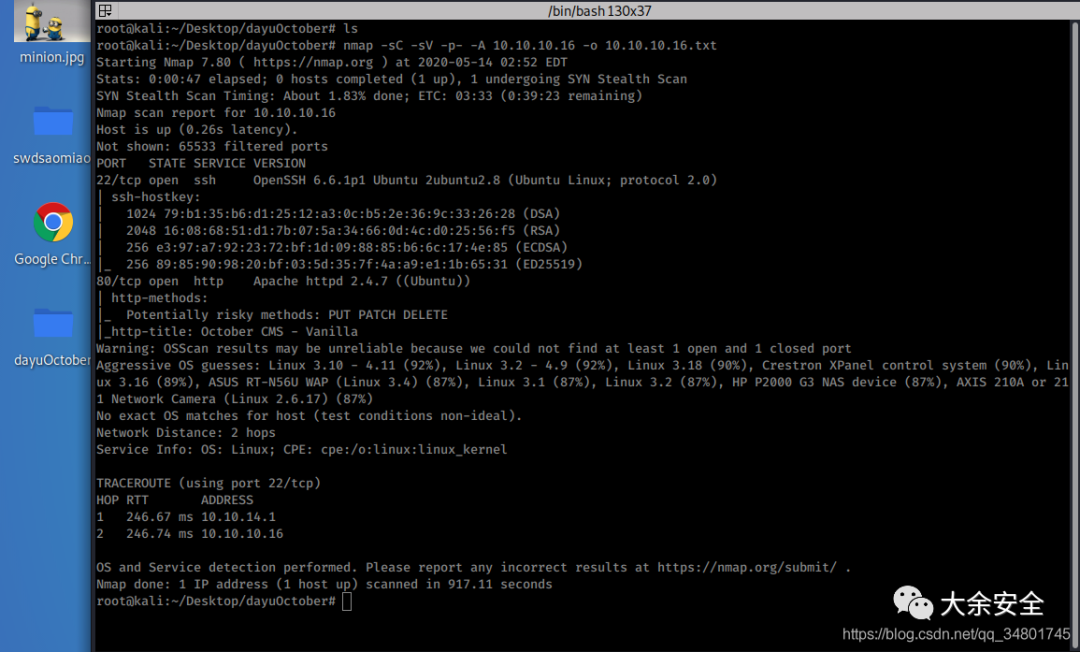 /bin/bash 130x37
minion.jpg
swdsaomiao
Google Chr...
dayuOctober
root@kali:~/Desktop/dayuOctober# ls
root@kali:~/Desktop/dayuOctober# nmap -sC -sV -p- -A 10.10.10.16 -o 10.10.10.16.txt
Starting Nmap 7.80 ( https://nmap.org ) at 2020-05-14 02:52 EDT
Stats: 0:00:47 elapsed; 0 hosts completed (1 up), 1 undergoing SYN Stealth Scan
SYN Stealth Scan Timing: About 1.83% done; ETC: 03:33 (0:39:23 remaining)
Nmap scan report for 10.10.10.16
Host is up (0.26s latency).
Not shown: 65533 filtered ports
PORT   STATE SERVICE VERSION
22/tcp open  ssh     OpenSSH 6.6.1p1 Ubuntu 2ubuntu2.8 (Ubuntu Linux; protocol 2.0)
| ssh-hostkey:
|   1024 79:b1:35:b6:d1:25:12:a3:0c:b5:2e:36:9c:33:26:28 (DSA)
|   2048 16:08:68:51:d1:7b:07:5a:34:66:0d:4c:d0:25:56:f5 (RSA)
|   256 e3:97:a7:92:23:72:bf:1d:09:88:85:b6:6c:17:4e:85 (ECDSA)
|_  256 89:85:90:98:20:bf:03:5d:35:7f:4a:a9:e1:1b:65:31 (ED25519)
80/tcp open  http    Apache httpd 2.4.7 ((Ubuntu))
| http-methods:
|_  Potentially risky methods: PUT PATCH DELETE
|_http-title: October CMS - Vanilla
Warning: OSScan results may be unreliable because we could not find at least 1 open and 1 closed port
Aggressive OS guesses: Linux 3.10 - 4.11 (92%), Linux 3.2 - 4.9 (92%), Linux 3.18 (90%), Crestron XPanel control system (90%), Lin
ux 3.16 (89%), ASUS RT-N56U WAP (Linux 3.4) (87%), Linux 3.1 (87%), Linux 3.2 (87%), HP P2000 G3 NAS device (87%), AXIS 210A or 21
1 Network Camera (Linux 2.6.17) (87%)
No exact OS matches for host (test conditions non-ideal).
Network Distance: 2 hops
Service Info: OS: Linux; CPE: cpe:/o:linux:linux_kernel
TRACEROUTE (using port 22/tcp)
HOP RTT       ADDRESS
1   246.67 ms 10.10.14.1
2   246.74 ms 10.10.10.16
OS and Service detection performed. Please report any incorrect results at https://nmap.org/submit/ .
Nmap done: 1 IP address (1 host up) scanned in 917.11 seconds
root@kali:~/Desktop/dayuOctober#
大余安全
https://blog.csdn.net/qq_34801745